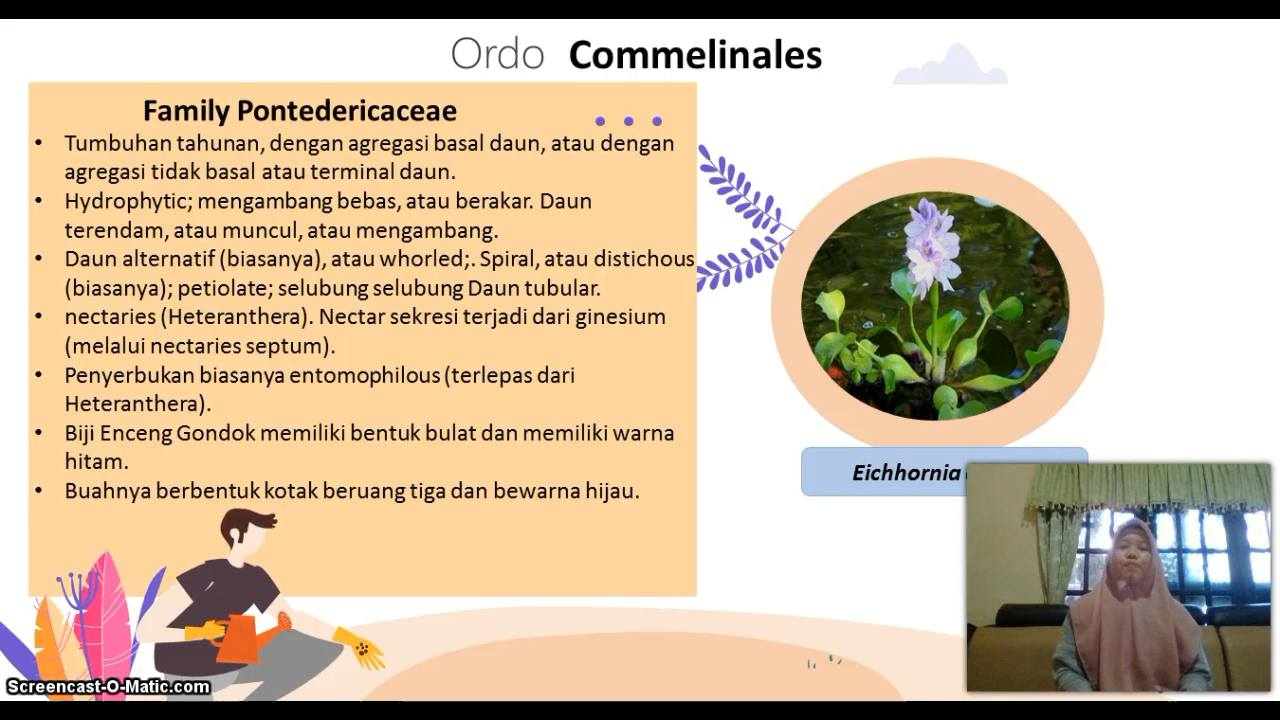 Ordo Commelinales
Family Pontedericaceae
• Tumbuhan tahunan, dengan agregasi basal daun, atau dengan
agregasi tidak basal atau terminal daun.
• Hydrophytic; mengambang bebas, atau berakar. Daun
terendam, atau muncul, atau mengambang.
• Daun alternatif (biasanya), atau whorled;. Spiral, atau distichous
(biasanya); petiolate; selubung selubung Daun tubular.
• nectaries (Heteranthera). Nectar sekresi terjadi dari ginesium
(melalui nectaries septum).
• Penyerbukan biasanya entomophilous (terlepas dari
Heteranthera).
• Biji Enceng Gondok memiliki bentuk bulat dan memiliki warna
hitam.
• Buahnya berbentuk kotak beruang tiga dan bewarna hijau.
Eichhornia
Screencast-O-Matic.com